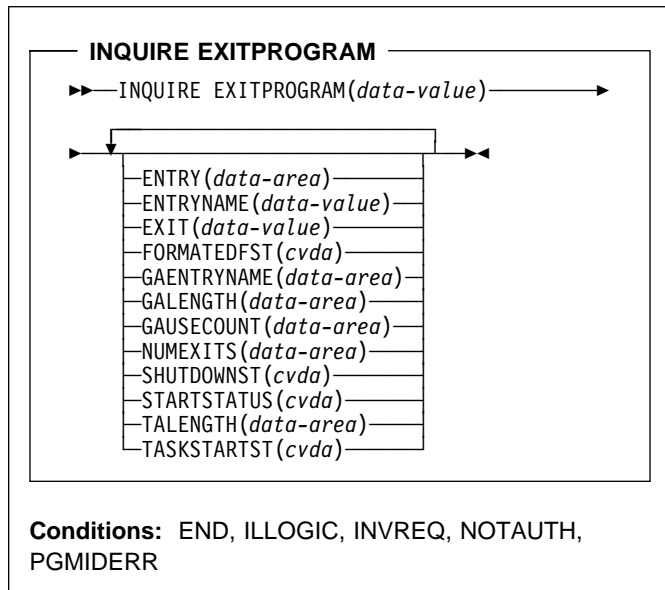 INQUIRE EXITPROGRAM
INQUIRE EXITPROGRAM(data-value)
ENTRY(data-area)
ENTRYNAME(data-value)
EXIT(data-value)
FORMATEDFST(cvda)
GAENTRYNAME(data-area)
GALENGTH(data-area)
GAUSECOUNT(data-area)
NUMEXITS(data-area)
SHUTDOWNST(cvda)
STARTSTATUS(cvda)
TALENGTH(data-area)
TASKSTARTST(cvda)
Conditions: END, ILLOGIC, INVREQ, NOTAUTH,
PGMIDERR